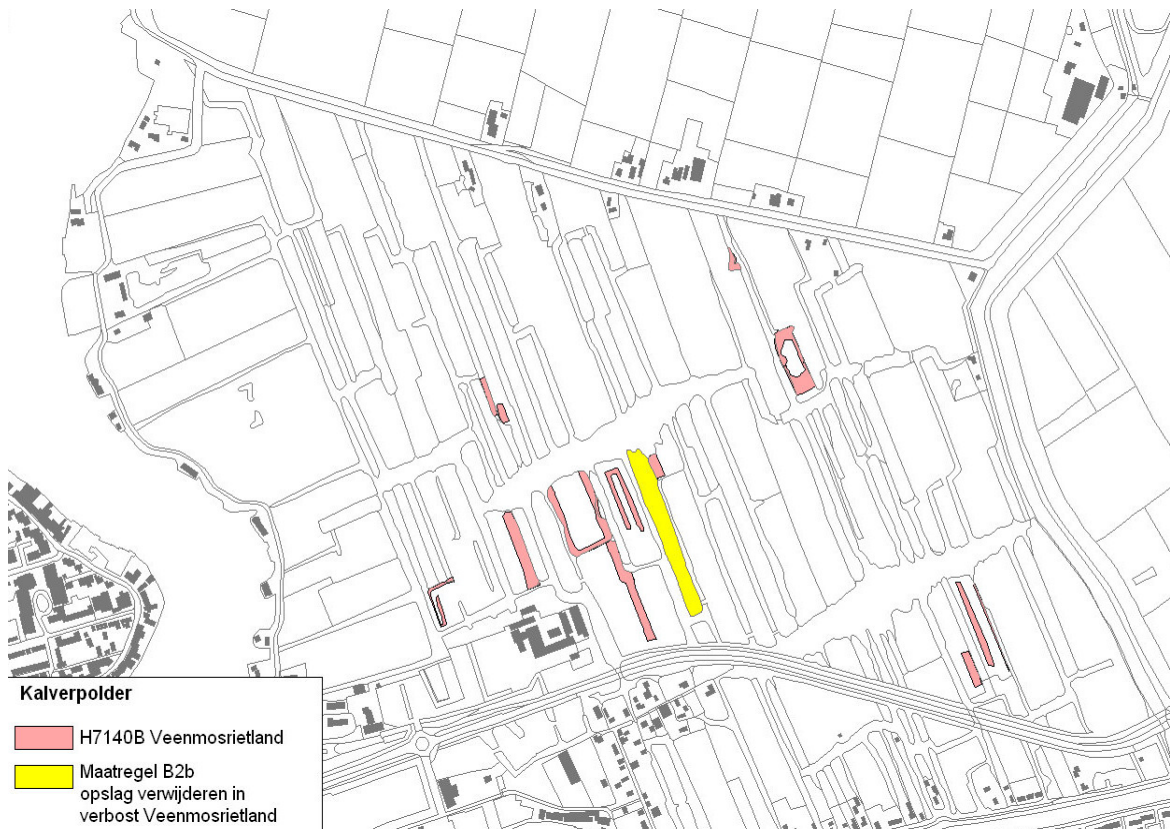 Kalverpolder
H7140B Veenmosrietland
Maatregel B2b
opslag verwijderen in
verbost Veenmosrietland